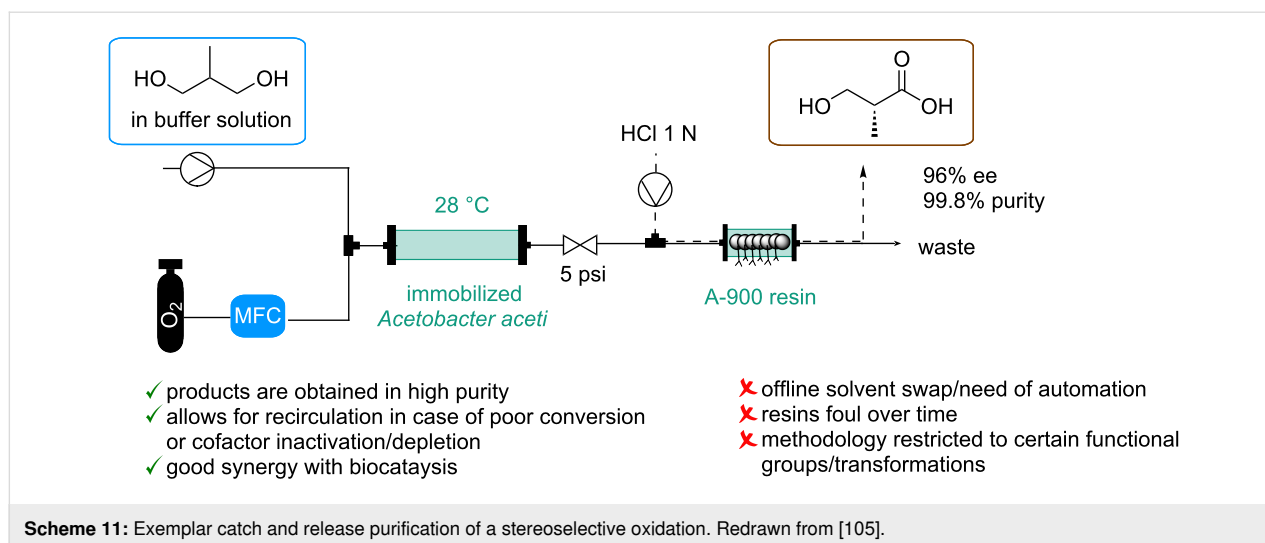 HO OH
in buffer solution
O
HO OH
HCl 1 N
96% ee
99.8% purity
28 °C
waste
5 psi
immobilized
Acetobacter aceti
A-900 resin
O2
MFC
✓ products are obtained in high purity
✓ allows for recirculation in case of poor conversion
or cofactor inactivation/depletion
✓ good synergy with biocataysis
✗ offline solvent swap/need of automation
✗ resins foul over time
✗ methodology restricted to certain functional
groups/transformations
Scheme 11: Exemplar catch and release purification of a stereoselective oxidation. Redrawn from [105].